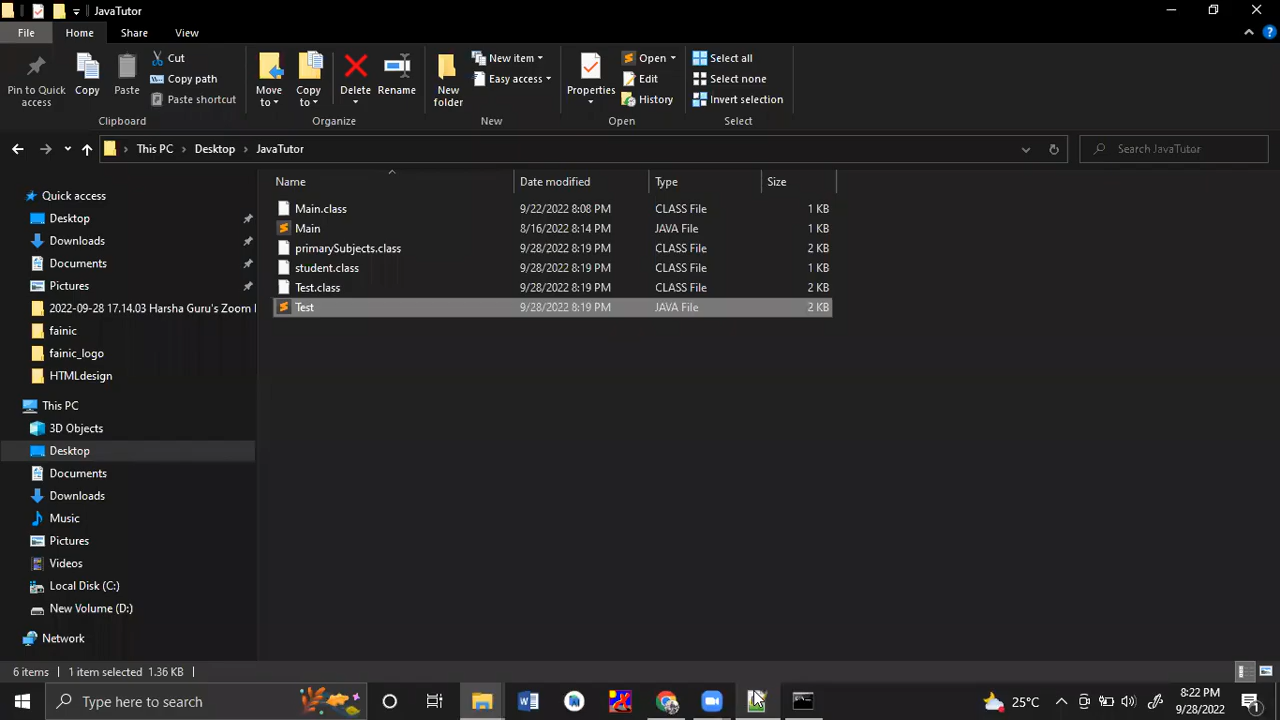 JavaTutor
File Home Share View
Pin to Quick access
Copy
Paste
Cut
Copy path
Paste shortcut
Clipboard
Move to
Copy to
Delete
Rename
Organize
New folder
New item
Easy access
New
Properties
Open
Edit
History
Open
Select all
Select none
Invert selection
Select
This PC Desktop JavaTutor
Search JavaTutor
Name Date modified Type Size
Main.class 9/22/2022 8:08 PM CLASS File 1 KB
Main 8/16/2022 8:14 PM JAVA File 1 KB
primarySubjects.class 9/28/2022 8:19 PM CLASS File 2 KB
student.class 9/28/2022 8:19 PM CLASS File 1 KB
Test.class 9/28/2022 8:19 PM CLASS File 2 KB
Test 9/28/2022 8:19 PM JAVA File 2 KB
Quick access
Desktop
Downloads
Documents
Pictures
2022-09-28 17.14.03 Harsha Guru's Zoom
fainic
fainic_logo
HTMLdesign
This PC
3D Objects
Desktop
Documents
Downloads
Music
Pictures
Videos
Local Disk (C:)
New Volume (D:)
Network
6 items 1 item selected 1.36 KB
Type here to search
25°C
8:22 PM
9/28/2022
1